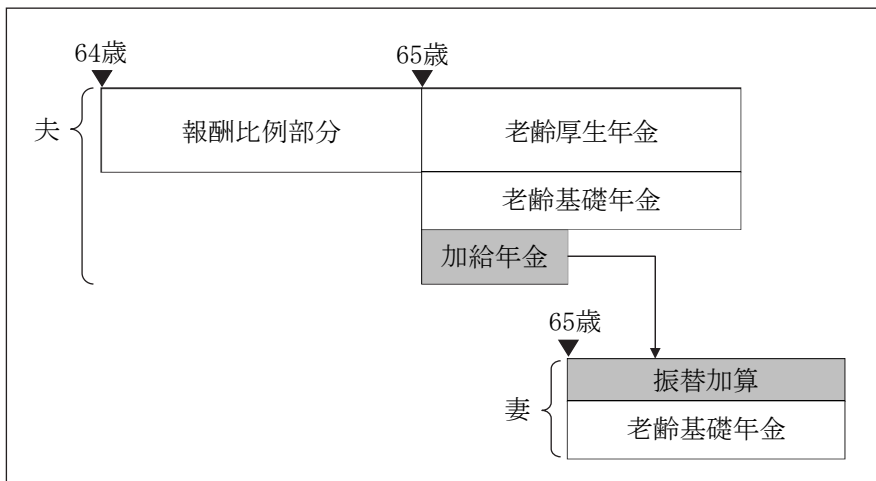 64歳
65歳
夫
報酬比例部分
老齢厚生年金
老齢基礎年金
加給年金
65歳
妻
振替加算
老齢基礎年金